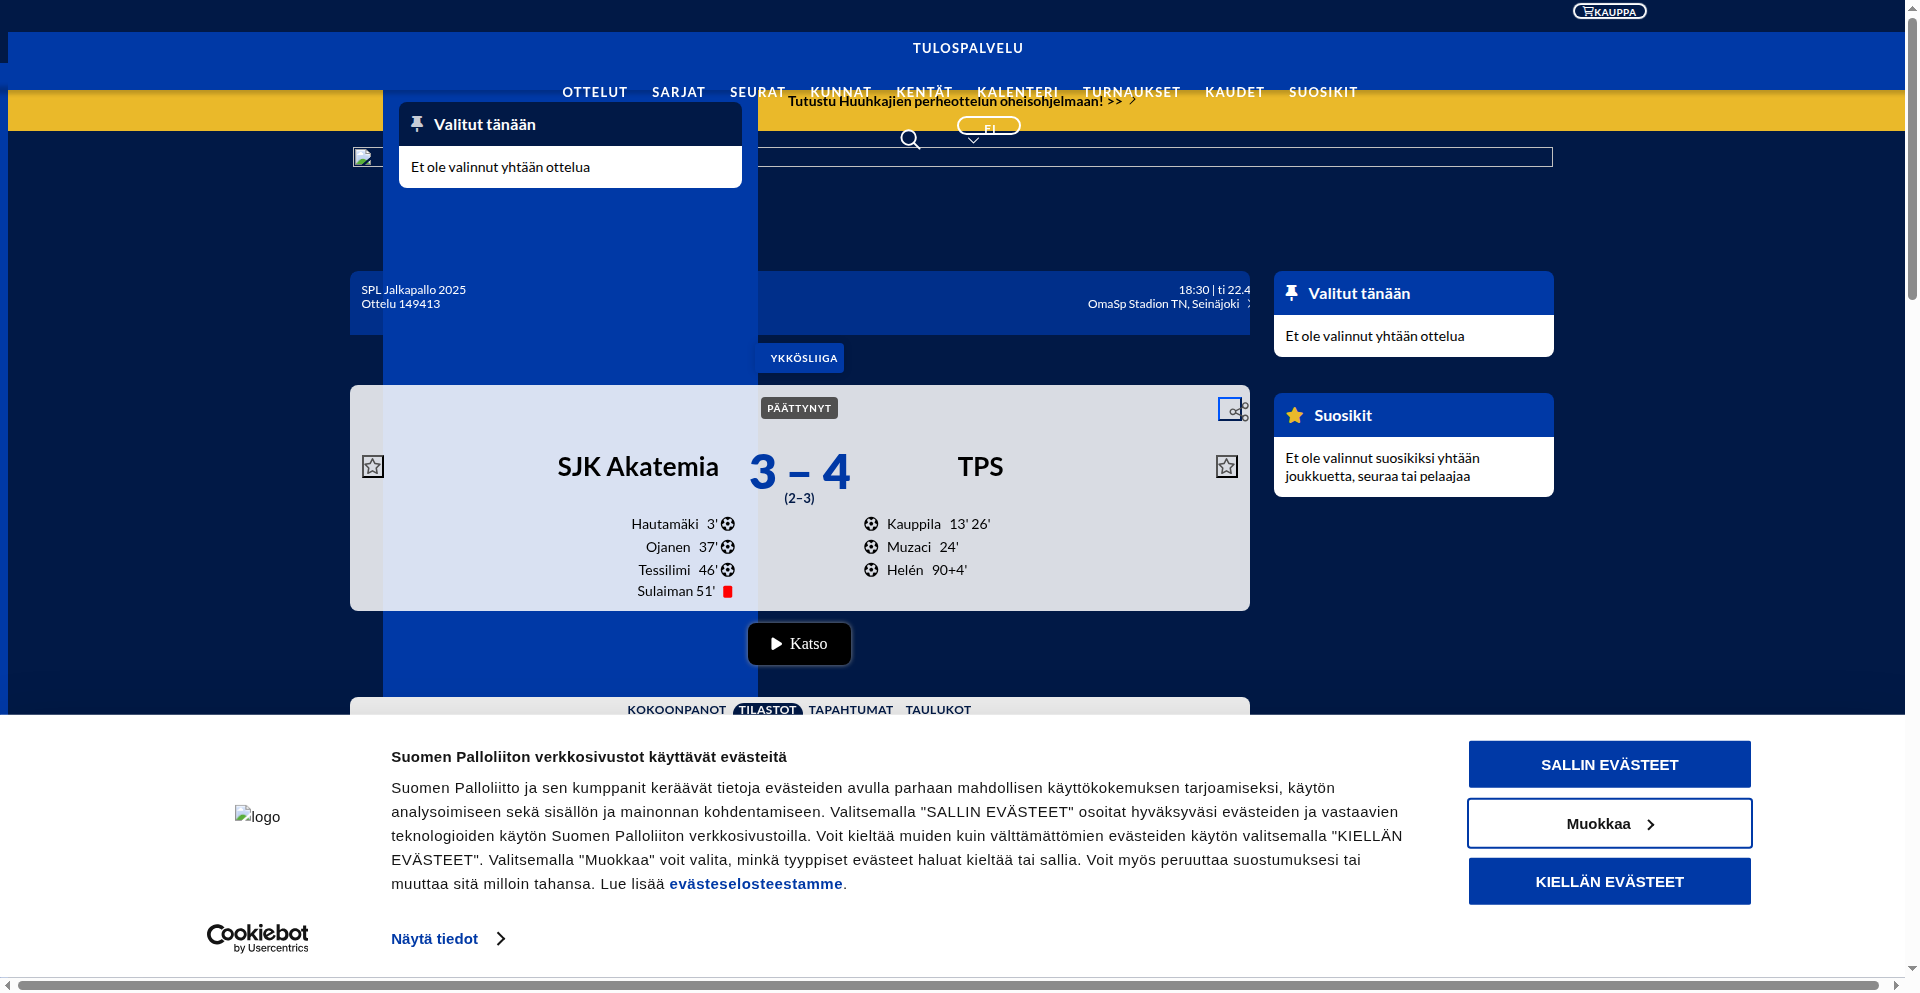 KAUPPA
TULOSPALVELU
OTTELUT SARJAT SEURAT KUNNAT KENTÄT KALENTERI TURNAUKSET KAUDET SUOSIKIT
Tutustu Huuhkajien perheottelun oheisohjelmaan! >>
FI
Valitut tänään
Et ole valinnut yhtään ottelua
SPL Jalkapallo 2025
Ottelu 149413
18:30 | ti 22.4
OmaSp Stadion TN, Seinäjoki
YKKÖSLIIGA
PÄÄTTYNYT
SJK Akatemia 3 – 4 TPS
(2–3)
Hautamäki 3'
Ojanen 37'
Tessilimi 46'
Sulaiman 51'
Kauppila 13' 26'
Muzaci 24'
Helén 90+4'
Katso
KOKOONPANOT TILASTOT TAPAHTUMAT TAULUKOT
Valitut tänään
Et ole valinnut yhtään ottelua
Suosikit
Et ole valinnut suosikiksi yhtään
joukkuetta, seuraa tai pelaajaa
logo
Cookiebot
by Usercentrics
Suomen Palloliiton verkkosivustot käyttävät evästeitä
Suomen Palloliitto ja sen kumppanit keräävät tietoja evästeiden avulla parhaan mahdollisen käyttökokemuksen tarjoamiseksi, käytön
analysoimiseen sekä sisällön ja mainonnan kohdentamiseen. Valitsemalla "SALLIN EVÄSTEET" osoitat hyväksyväsi evästeiden ja vastaavien
teknologioiden käytön Suomen Palloliiton verkkosivustoilla. Voit kieltää muiden kuin välttämättömien evästeiden käytön valitsemalla "KIELLÄN
EVÄSTEET". Valitsemalla "Muokkaa" voit valita, minkä tyyppiset evästeet haluat kieltää tai sallia. Voit myös peruuttaa suostumuksesi tai
muuttaa sitä milloin tahansa. Lue lisää evästeselosteestamme.
Näytä tiedot
SALLIN EVÄSTEET
Muokkaa
KIELLÄN EVÄSTEET